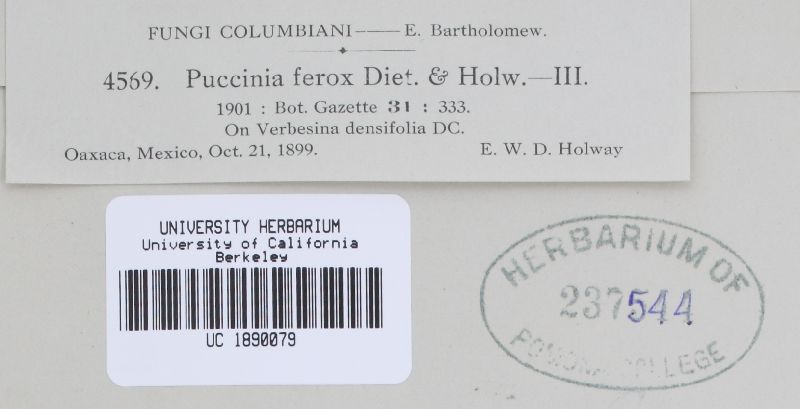 FUNGI COLUMBIANI—E. Bartholomew.
4569. Puccinia ferox Diet. & Holw.—III.
1901 : Bot. Gazette 31 : 333.
On Verbesina densifolia DC.
Oaxaca, Mexico, Oct. 21, 1899. E. W. D. Holway
UNIVERSITY HERBARIUM
University of California
Berkeley
UC 1890079
HERBARIUM OF
237544
POMONA COLLEGE